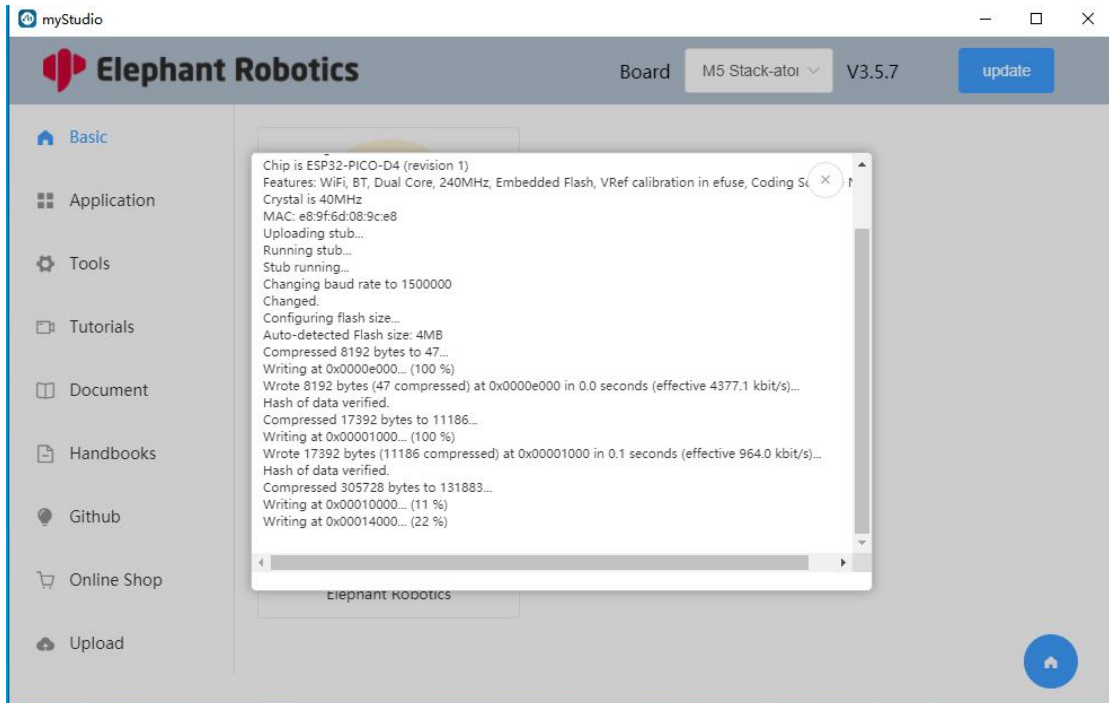 myStudio
Elephant Robotics
Board
M5 Stack-ato
V3.5.7
update
Basic
Application
Tools
Tutorials
Document
Handbooks
Github
Online Shop
Upload
Chip is ESP32-PICO-D4 (revision 1)
Features: WiFi, BT, Dual Core, 240MHz, Embedded Flash, VRef calibration in efuse, Coding
Crystal is 40MHz
MAC: e8:9f:6d:08:9c:e8
Uploading stub...
Running stub...
Stub running...
Changing baud rate to 1500000
Changed.
Configuring flash size...
Auto-detected Flash size: 4MB
Compressed 8192 bytes to 47...
Writing at 0x0000e000... (100 %)
Wrote 8192 bytes (47 compressed) at 0x0000e000 in 0.0 seconds (effective 4377.1 kbit/s)...
Hash of data verified.
Compressed 17392 bytes to 11186...
Writing at 0x00001000... (100 %)
Wrote 17392 bytes (11186 compressed) at 0x00001000 in 0.1 seconds (effective 964.0 kbit/s)...
Hash of data verified.
Compressed 305728 bytes to 131883...
Writing at 0x00010000... (11 %)
Writing at 0x00014000... (22 %)
Elephant Robotics